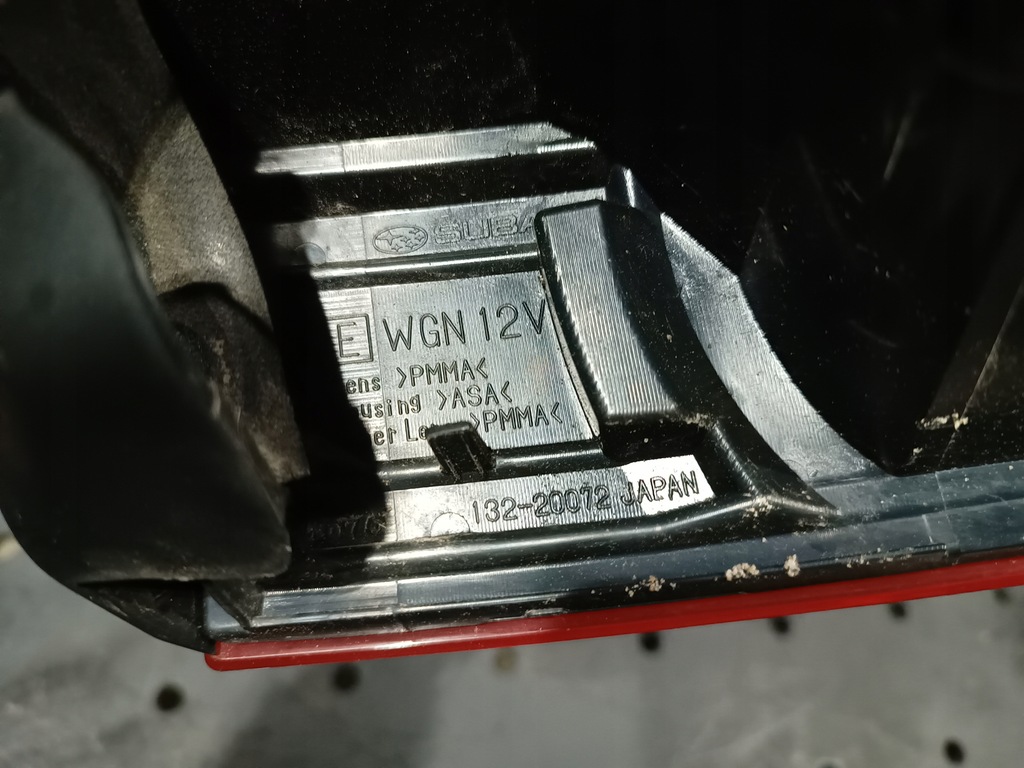 SUBA
E WGN 12V
ens >PMMA<
using >ASA<
er Le >PMMA<
132-20072 JAPAN